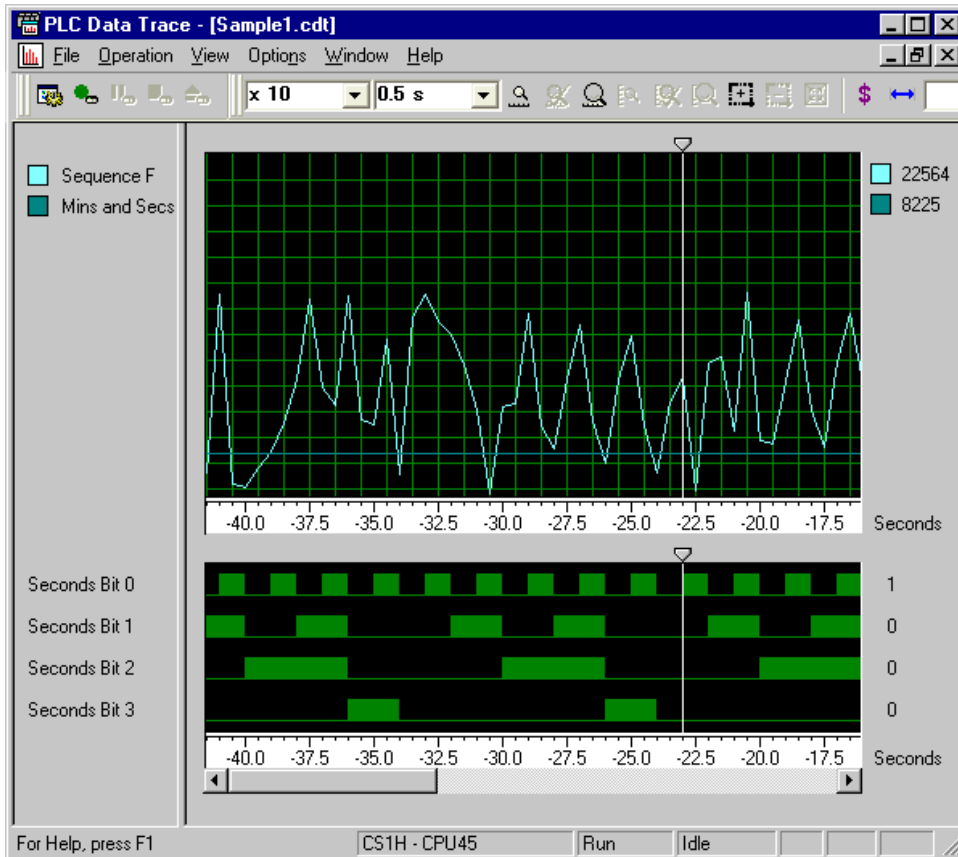 PLC Data Trace - [Sample1.cdt]
File Operation View Options Window Help
x 10 0.5 s $
Sequence F 22564
Mins and Secs 8225
-40.0 -37.5 -35.0 -32.5 -30.0 -27.5 -25.0 -22.5 -20.0 -17.5 Seconds
Seconds Bit 0 1
Seconds Bit 1 0
Seconds Bit 2 0
Seconds Bit 3 0
-40.0 -37.5 -35.0 -32.5 -30.0 -27.5 -25.0 -22.5 -20.0 -17.5 Seconds
For Help, press F1 CS1H - CPU45 Run Idle